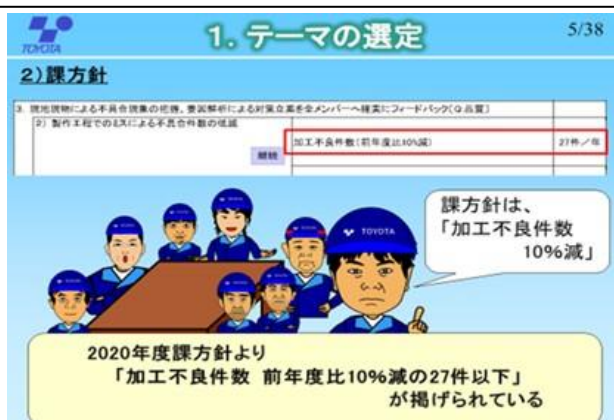 TOYOTA
1. テーマの選定
5/38
2)課方針
3. 現地現物による不具合現象の把握、要因解析による対策立案を全メンバーへ確実にフィードバック(Q:品質)
2) 製作工程でのミスによる不具合件数の低減
継続
加工不良件数(前年度比10%減)
27件/年
TOYOTA
課方針は、
「加工不良件数
10%減」
2020年度課方針より
「加工不良件数 前年度比10%減の27件以下」
が掲げられている